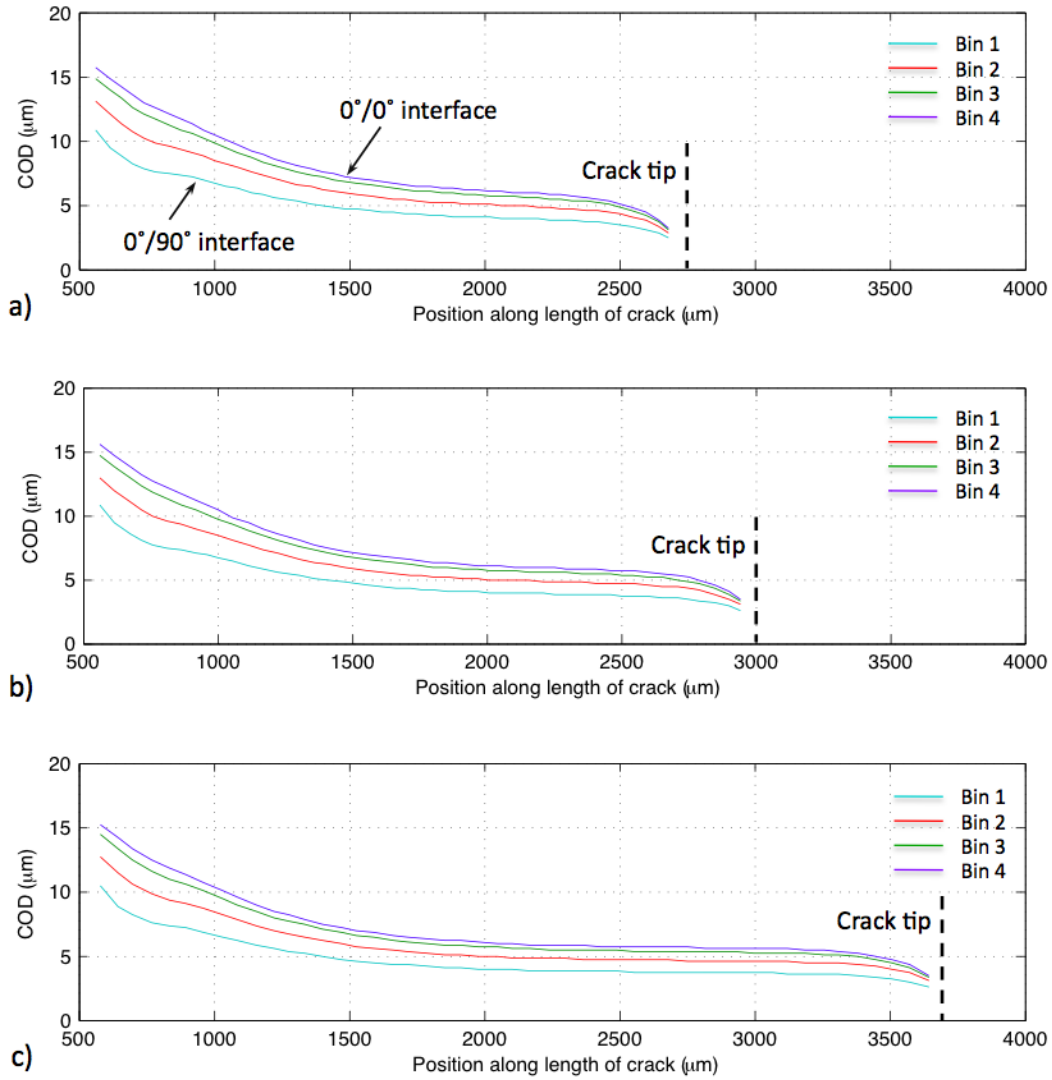 20
15
10
5
0
COD (μm)
Bin 1
Bin 2
Bin 3
Bin 4
0˚/0˚ interface
Crack tip
0˚/90˚ interface
500 1000 1500 2000 2500 3000 3500 4000
Position along length of crack (μm)
a)
20
15
10
5
0
COD (μm)
Bin 1
Bin 2
Bin 3
Bin 4
Crack tip
500 1000 1500 2000 2500 3000 3500 4000
Position along length of crack (μm)
b)
20
15
10
5
0
COD (μm)
Bin 1
Bin 2
Bin 3
Bin 4
Crack tip
500 1000 1500 2000 2500 3000 3500 4000
Position along length of crack (μm)
c)